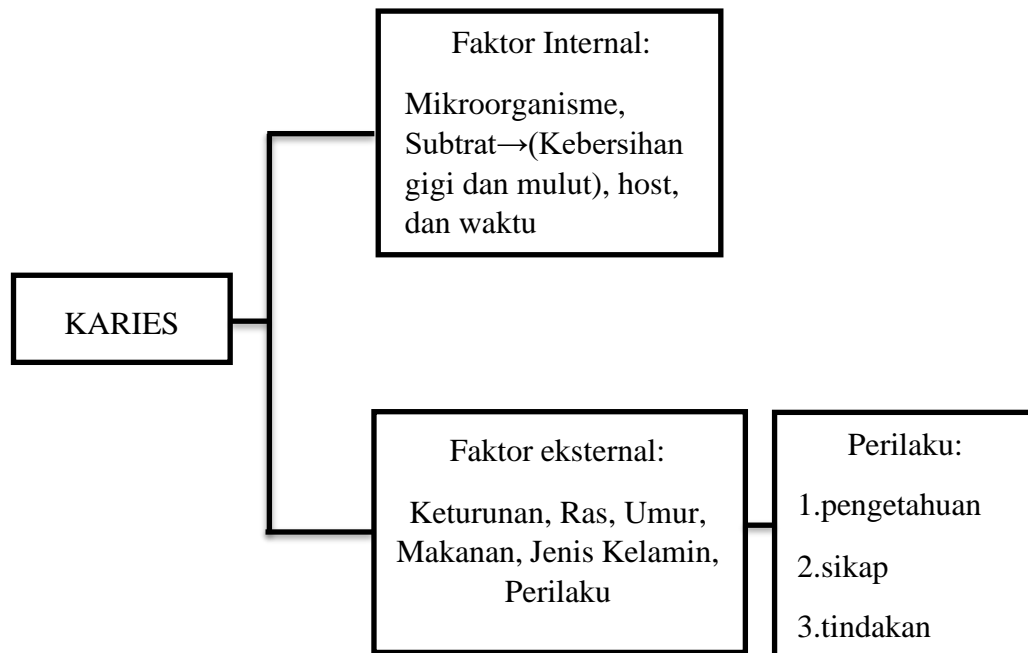 Faktor Internal:
Mikroorganisme,
Subtrat→(Kebersihan
gigi dan mulut), host,
dan waktu
KARIES
Faktor eksternal:
Keturunan, Ras, Umur,
Makanan, Jenis Kelamin,
Perilaku
Perilaku:
1.pengetahuan
2.sikap
3.tindakan